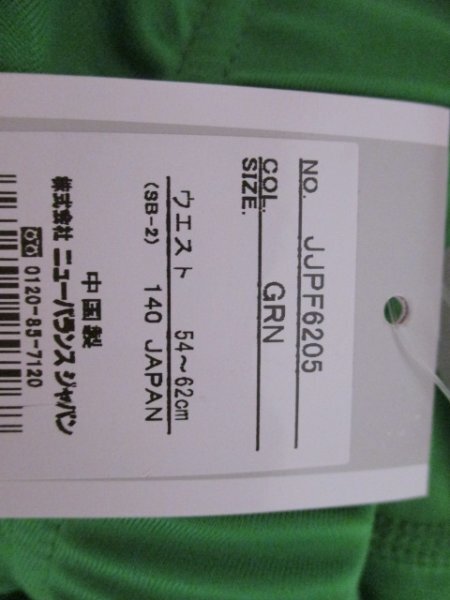 NO. JJPF6205
COL. GRN
SIZE.
ウエスト 54～62cm
(SB-2) 140 JAPAN
中国製
株式会社 ニューバランス ジャパン
0120-85-7120